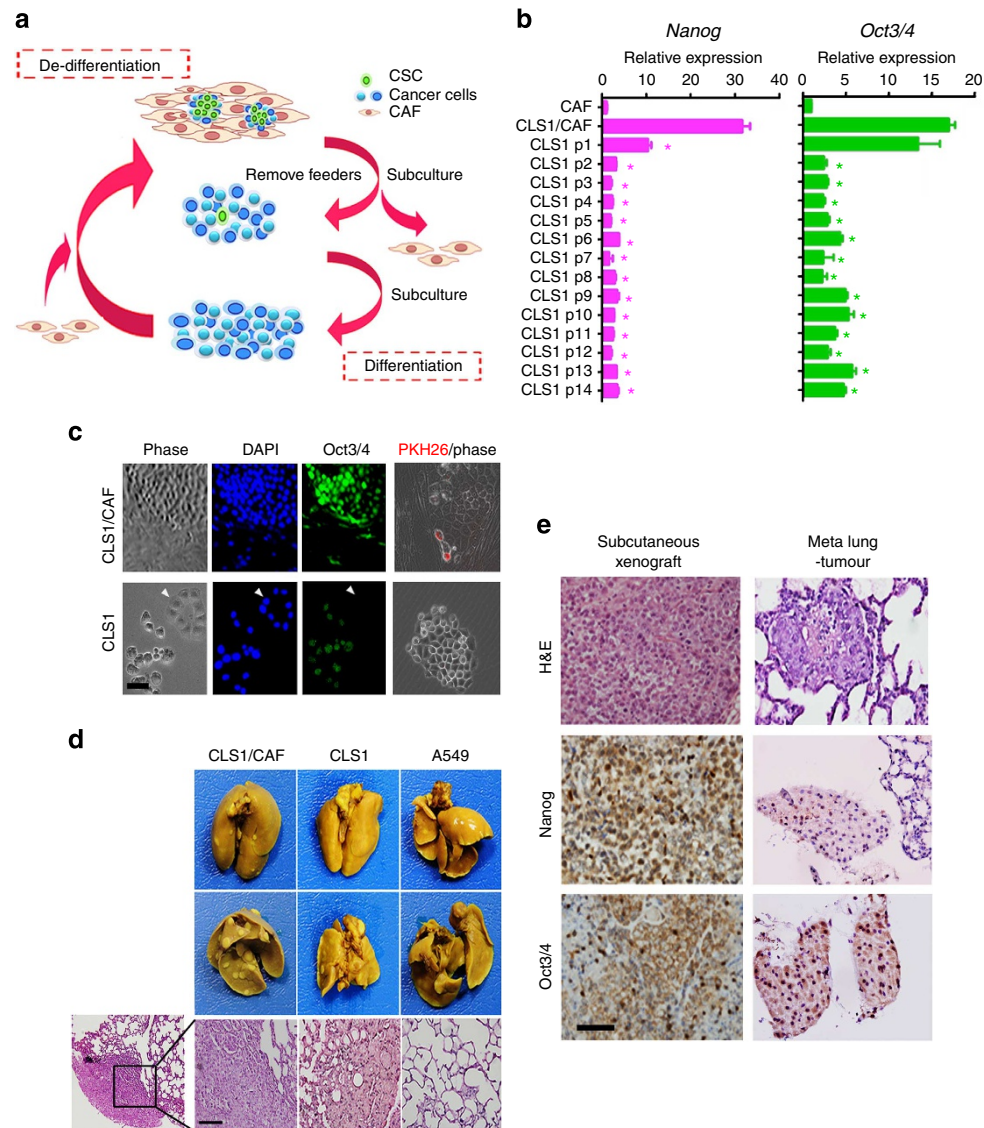 a
De-differentiation
CSC
Cancer cells
CAF
Remove feeders
Subculture
Subculture
Differentiation
b
Nanog
Oct3/4
Relative expression
Relative expression
0 10 20 30 40
0 5 10 15 20
CAF
CLS1/CAF
CLS1 p1 *
CLS1 p2 * *
CLS1 p3 * *
CLS1 p4 * *
CLS1 p5 * *
CLS1 p6 * *
CLS1 p7 * *
CLS1 p8 * *
CLS1 p9 * *
CLS1 p10 * *
CLS1 p11 * *
CLS1 p12 * *
CLS1 p13 * *
CLS1 p14 * *
c
Phase
DAPI
Oct3/4
PKH26/phase
CLS1/CAF
CLS1
d
CLS1/CAF
CLS1
A549
e
Subcutaneous
xenograft
Meta lung
-tumour
H&E
Nanog
Oct3/4